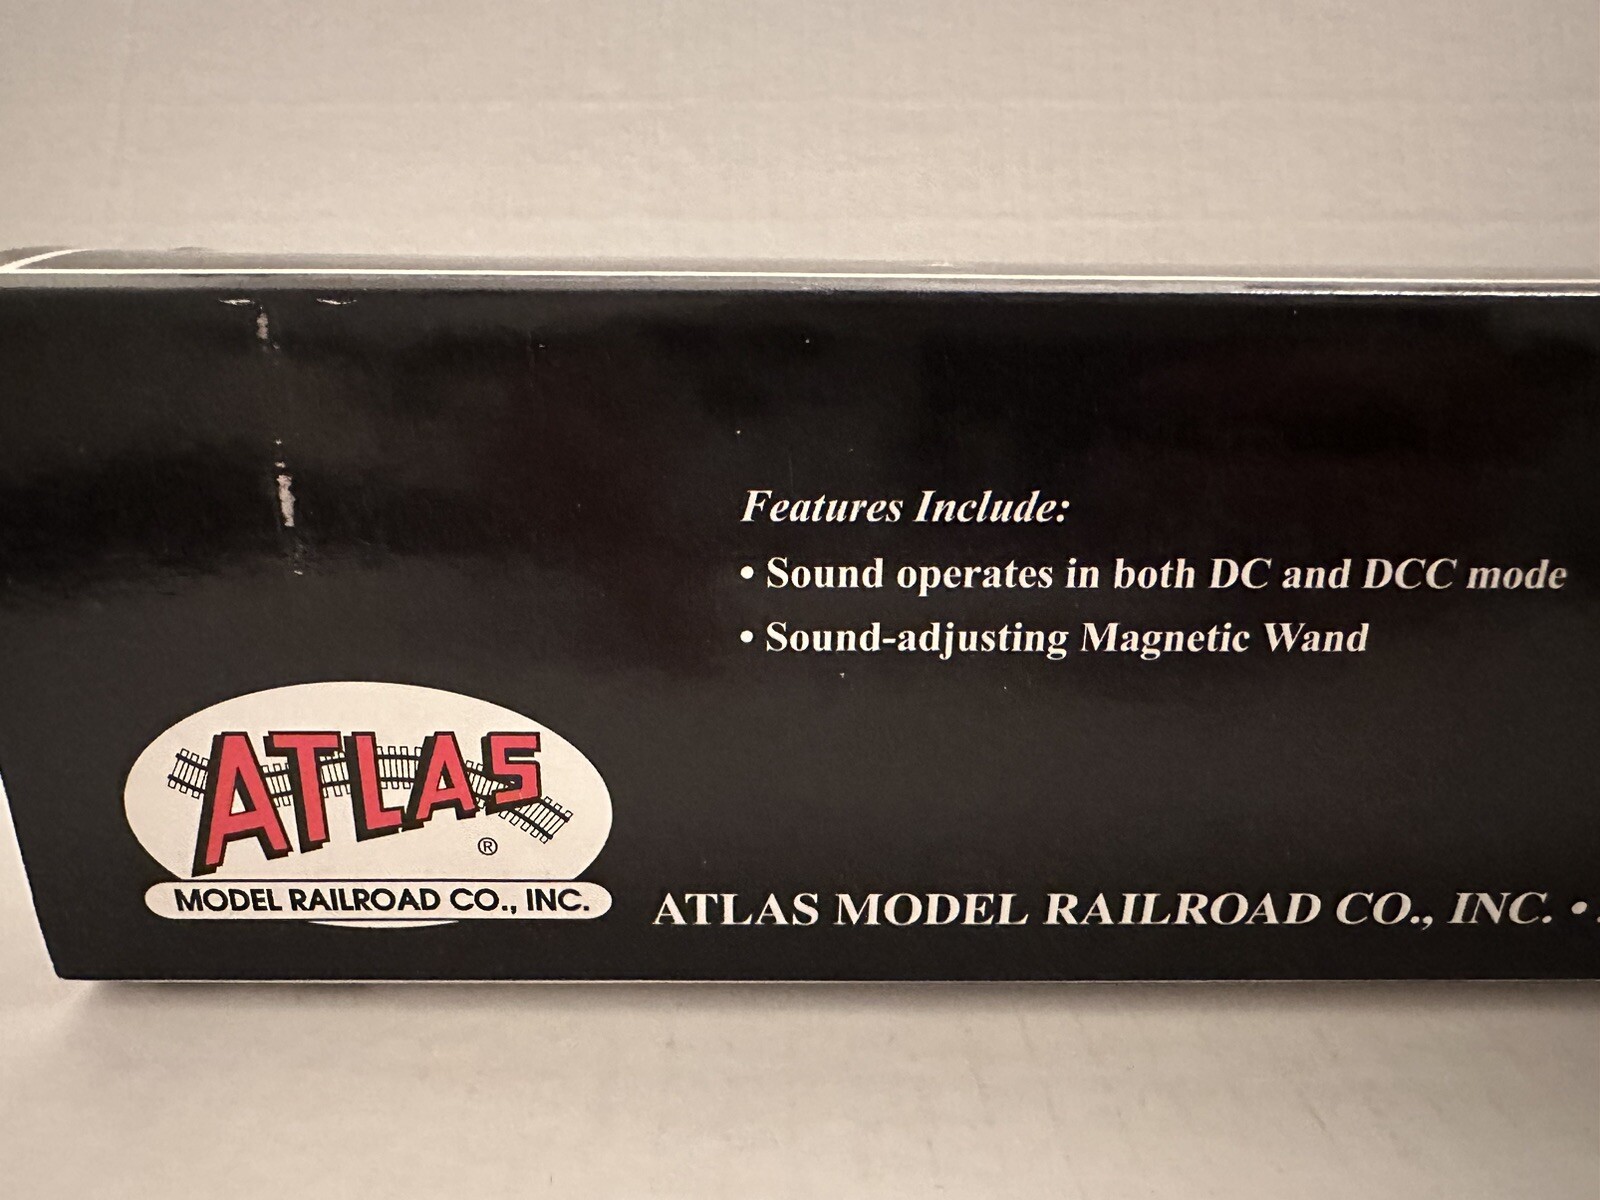 Features Include:
• Sound operates in both DC and DCC mode
• Sound-adjusting Magnetic Wand
ATLAS
®
MODEL RAILROAD CO., INC.
ATLAS MODEL RAILROAD CO., INC. •